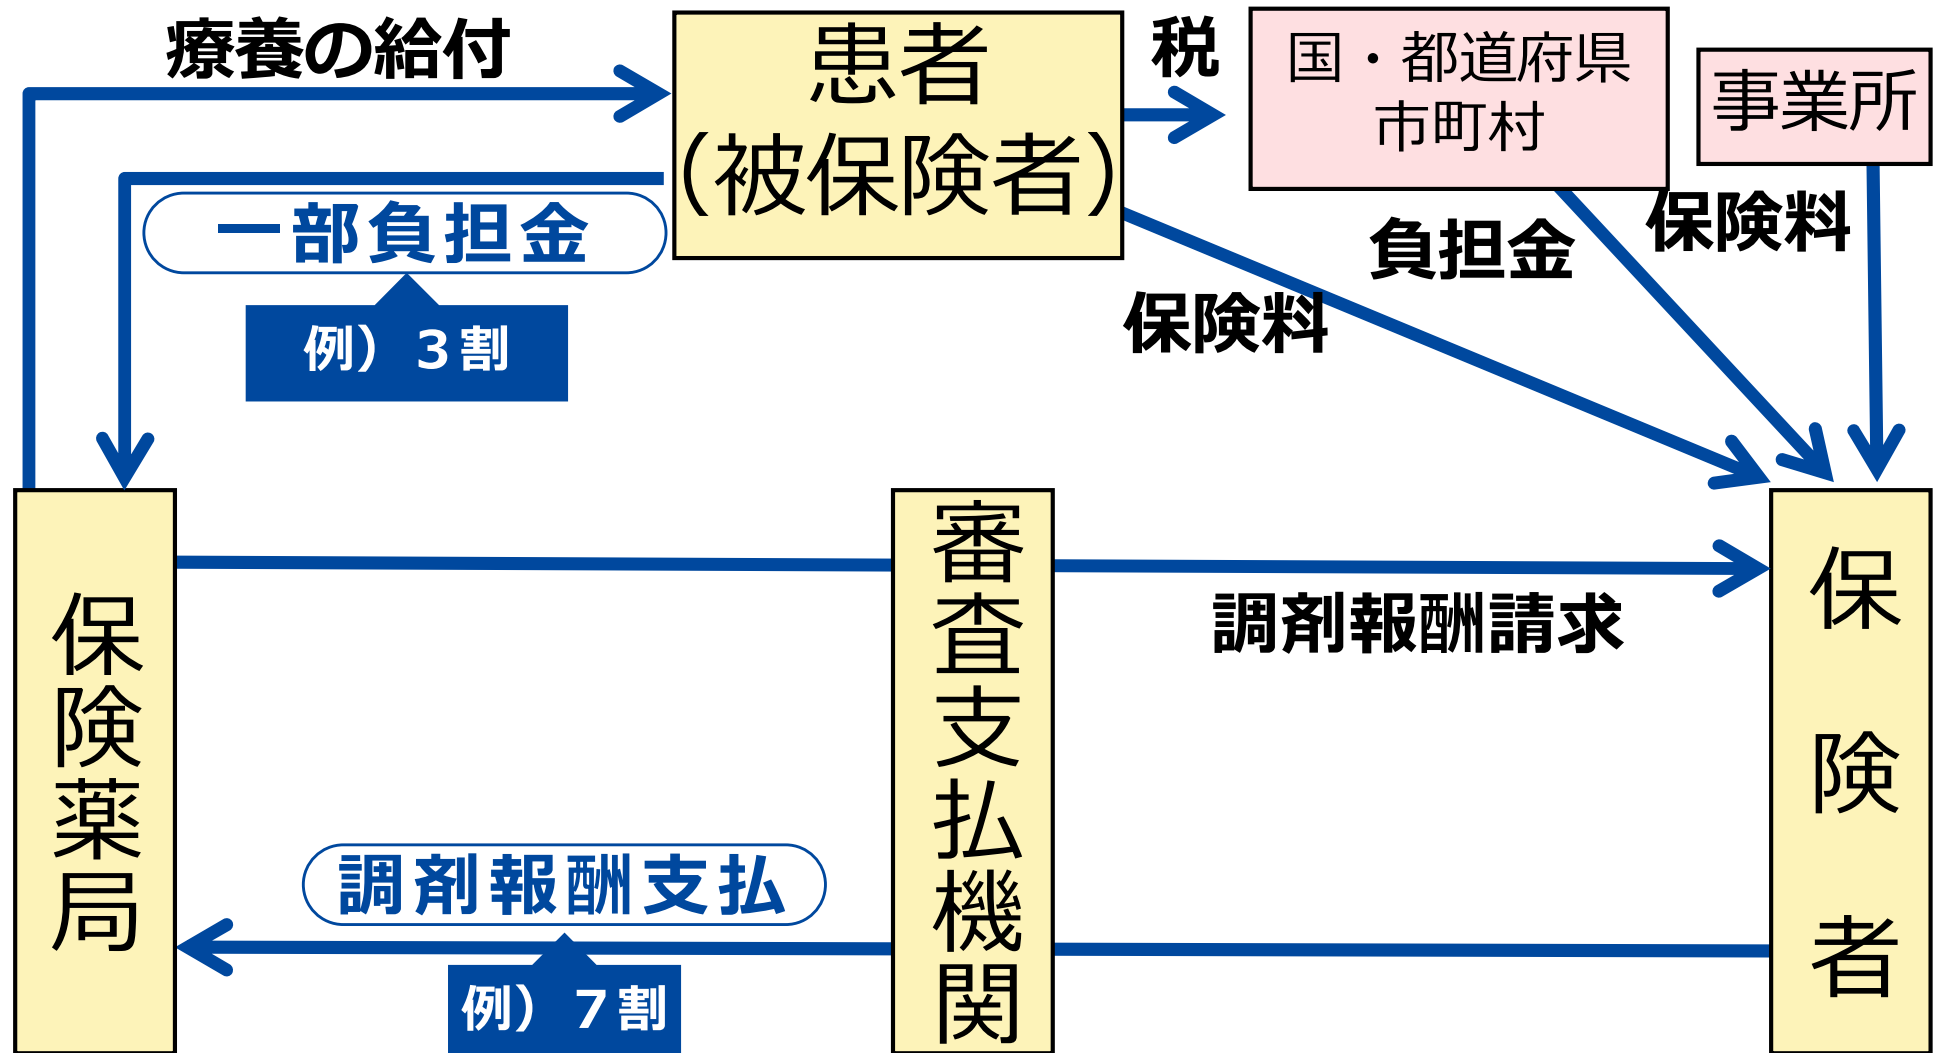 療養の給付
患者
（被保険者）
税
国・都道府県
市町村
事業所
一部負担金
例）３割
保険料
負担金
保険料
保険薬局
審査支払機関
保険者
調剤報酬請求
調剤報酬支払
例）７割